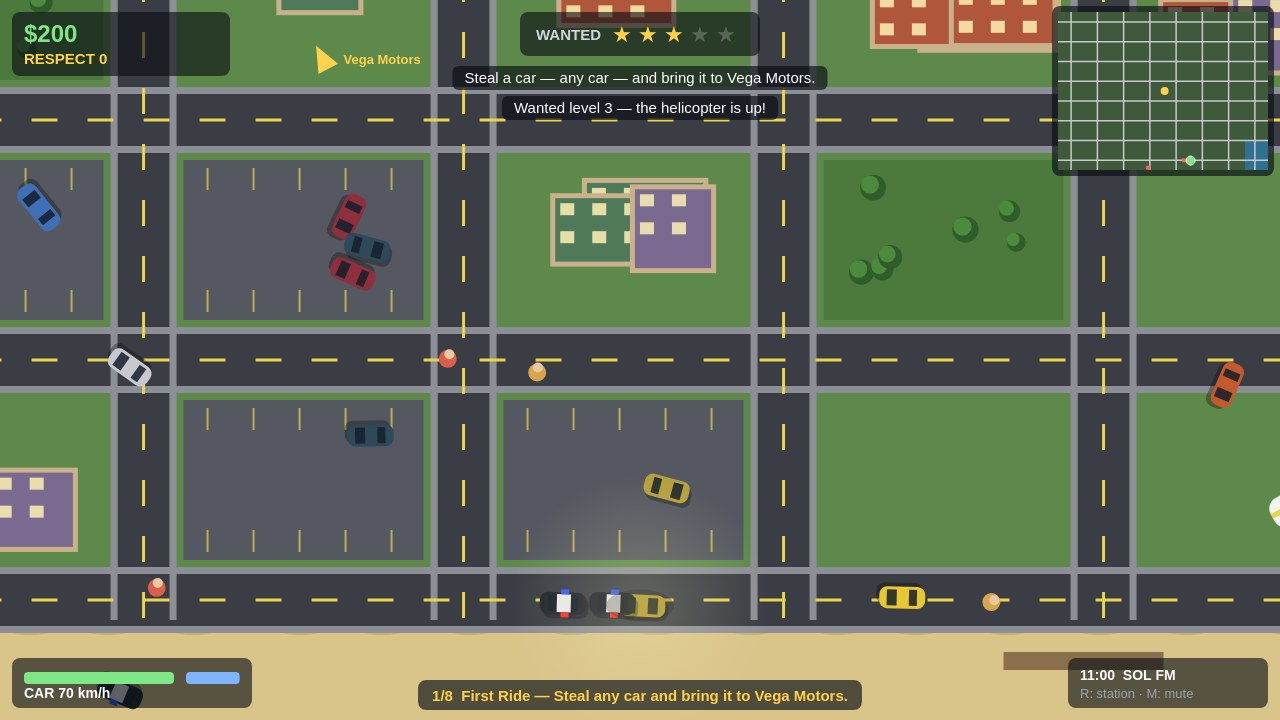 $200
RESPECT 0
Vega Motors
WANTED
Steal a car — any car — and bring it to Vega Motors.
Wanted level 3 — the helicopter is up!
CAR 70 km/h
1/8 First Ride — Steal any car and bring it to Vega Motors.
11:00 SOL FM
R: station · M: mute